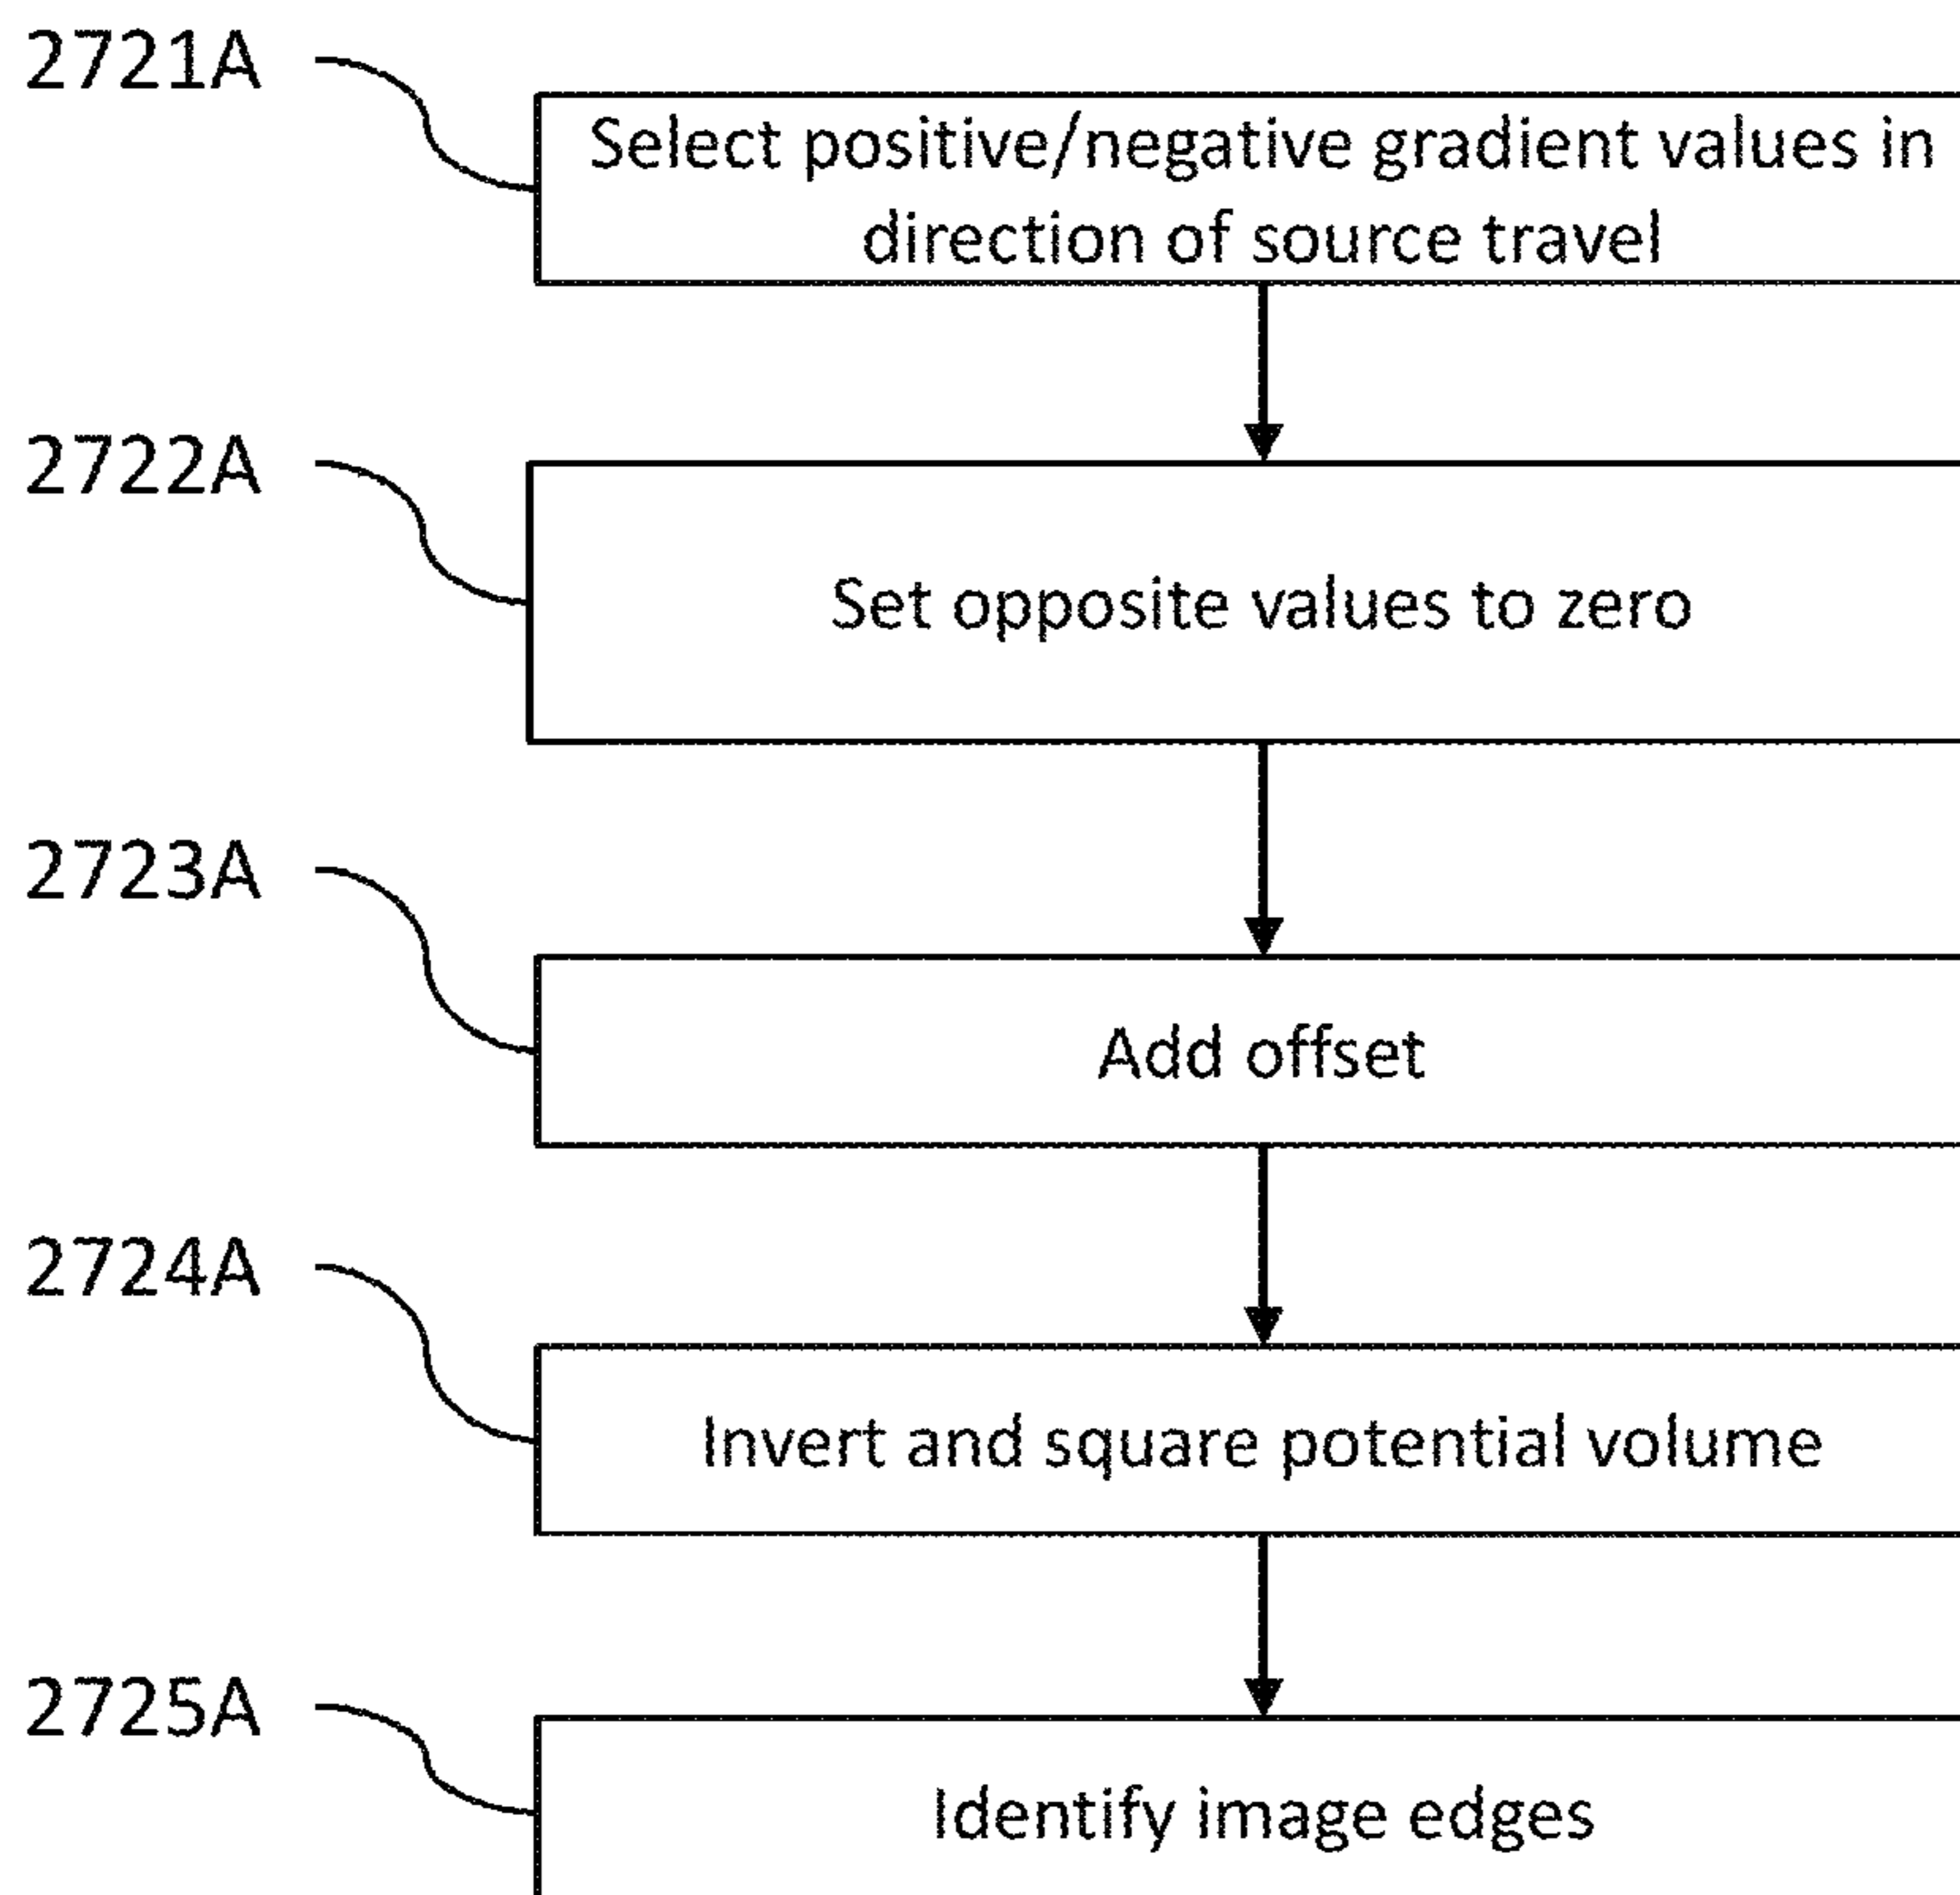 2721A
Select positive/negative gradient values in
direction of source travel
2722A
Set opposite values to zero
2723A
Add offset
2724A
Invert and square potential volume
2725A
Identify image edges